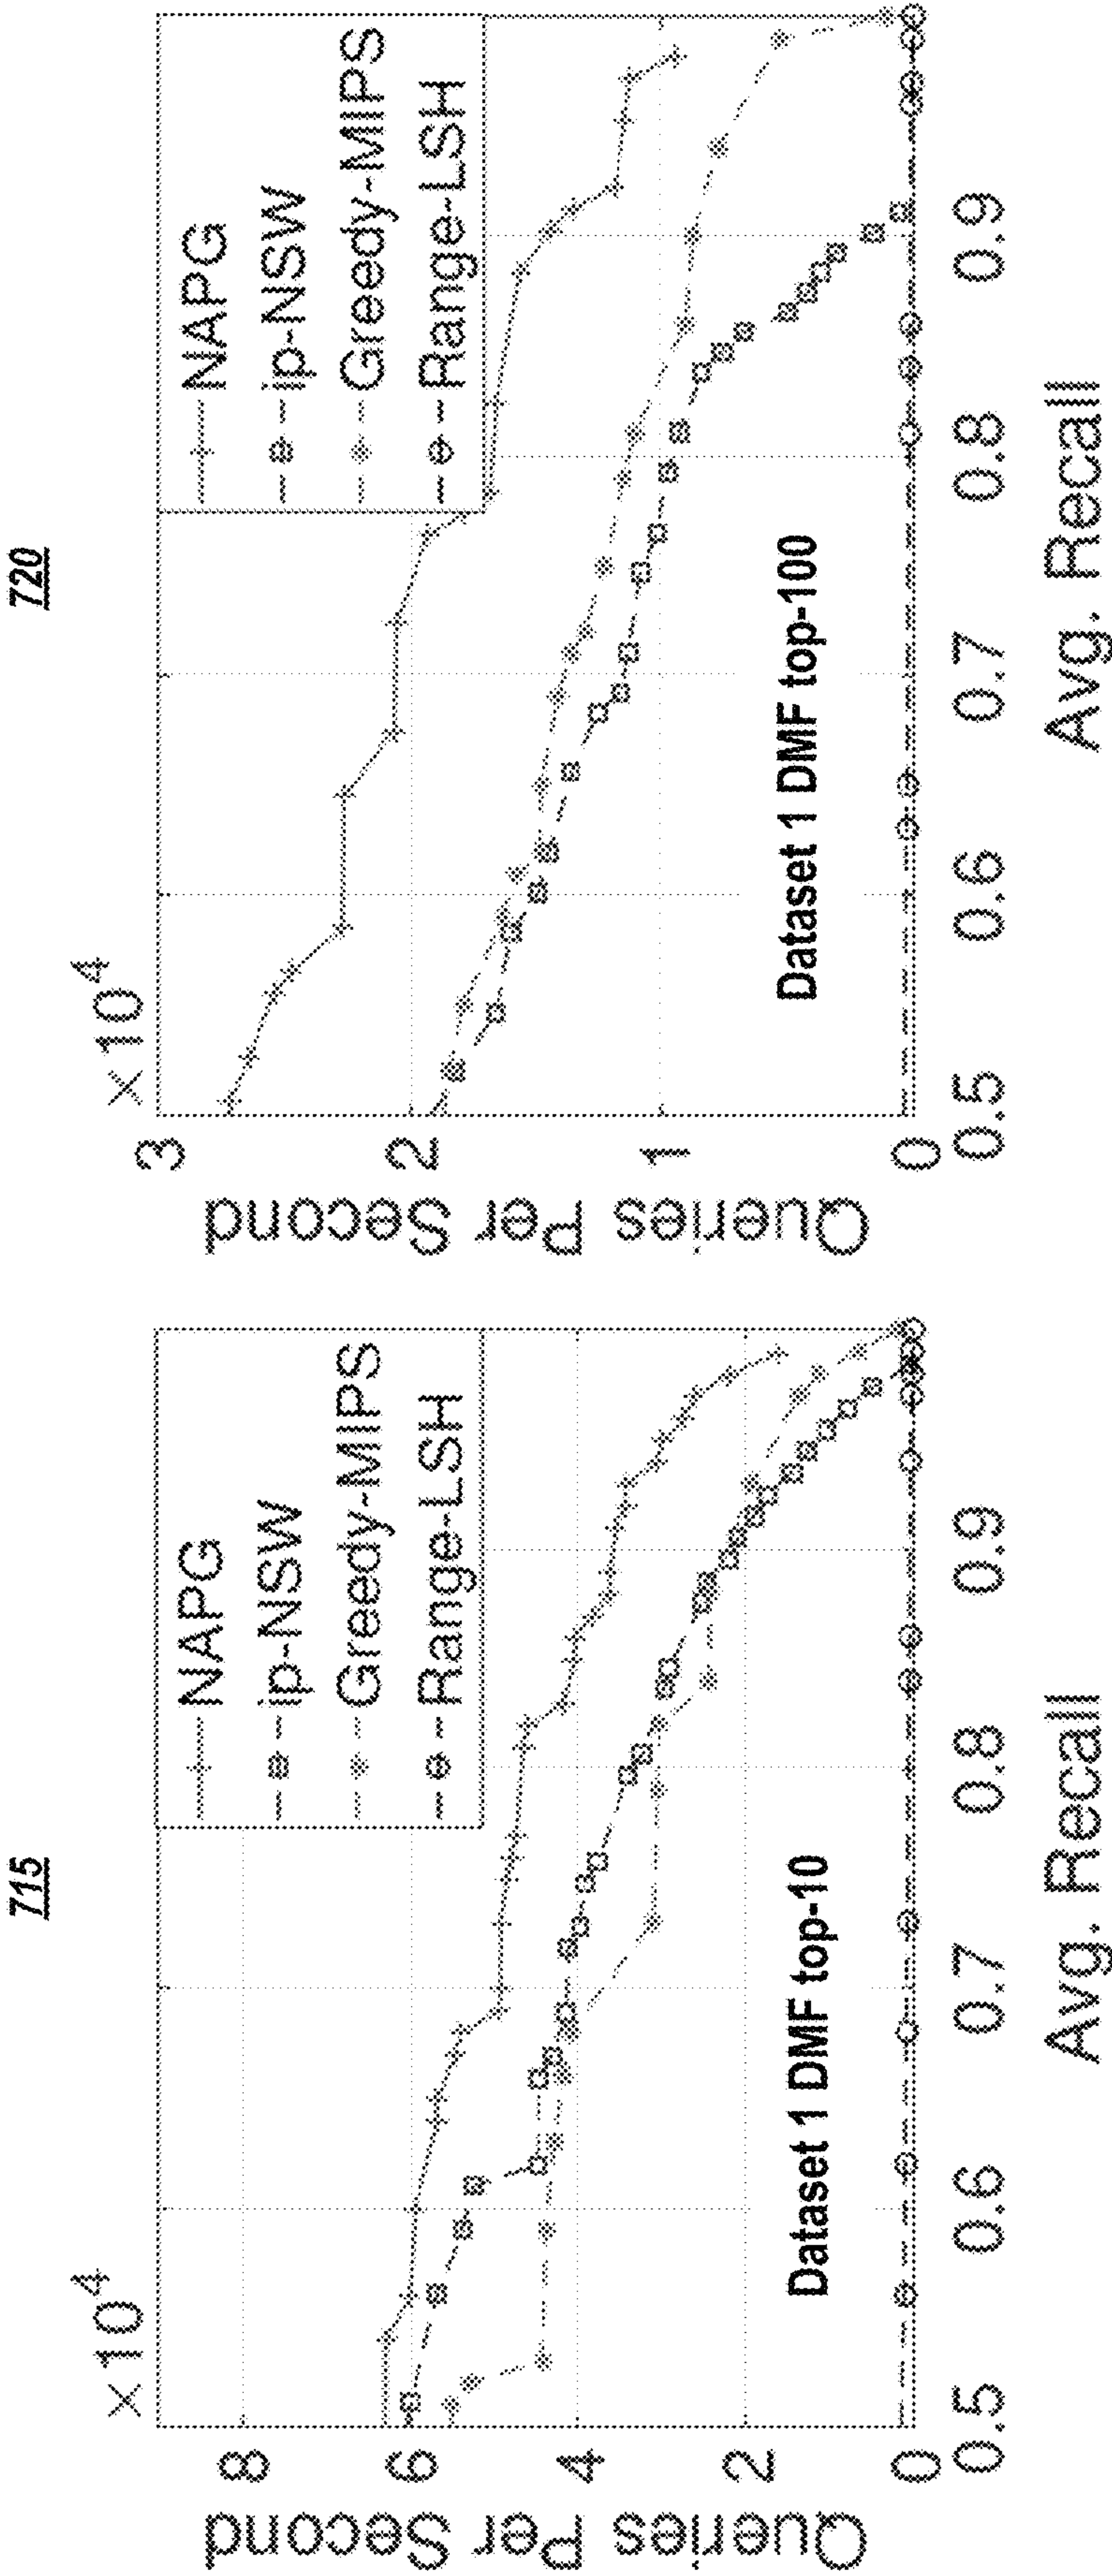 715
×10⁴
Queries Per Second
8
6
4
2
0
NAPG
ip-NSW
Greedy-MIPS
Range-LSH
Dataset 1 DMF top-10
0.5 0.6 0.7 0.8 0.9
Avg. Recall
720
×10⁴
Queries Per Second
3
2
1
0
NAPG
ip-NSW
Greedy-MIPS
Range-LSH
Dataset 1 DMF top-100
0.5 0.6 0.7 0.8 0.9
Avg. Recall